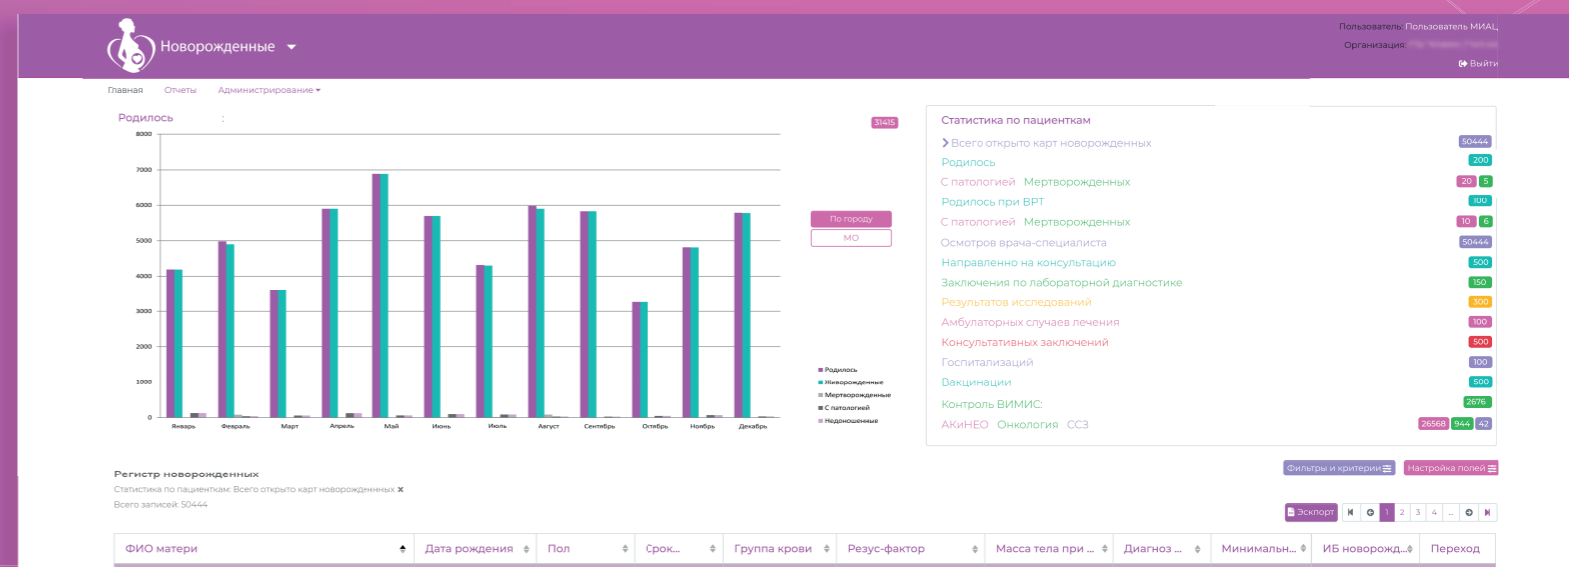 Пользователь: Пользователь МИАЦ
Новорожденные
Организация:
Выйти
Главная Отчеты Администрирование
Родилось :
31415
8000
7000
6000
5000
4000
3000
2000
1000
0
Январь Февраль Март Апрель Май Июнь Июль Август Сентябрь Октябрь Ноябрь Декабрь
По городу
МО
Родилось
Живорожденные
Мертворожденные
С патологией
Недоношенные
Статистика по пациенткам
Всего открыто карт новорожденных 50444
Родилось 200
С патологией Мертворожденных 20 5
Родилось при ВРТ 100
С патологией Мертворожденных 10 6
Осмотров врача-специалиста 50444
Направленно на консультацию 500
Заключения по лабораторной диагностике 150
Результатов исследований 300
Амбулаторных случаев лечения 100
Консультативных заключений 500
Госпитализаций 100
Вакцинации 500
Контроль ВИМИС: 2676
АКиНЕО Онкология ССЗ 26568 944 42
Регистр новорожденных
Фильтры и критерии Настройка полей
Статистика по пациенткам: Всего открыто карт новорожденнных ×
Всего записей: 50444
Эскпорт 1 2 3 4 ...
ФИО матери Дата рождения Пол Срок... Группа крови Резус-фактор Масса тела при ... Диагноз ... Минимальн... ИБ новорожд... Переход